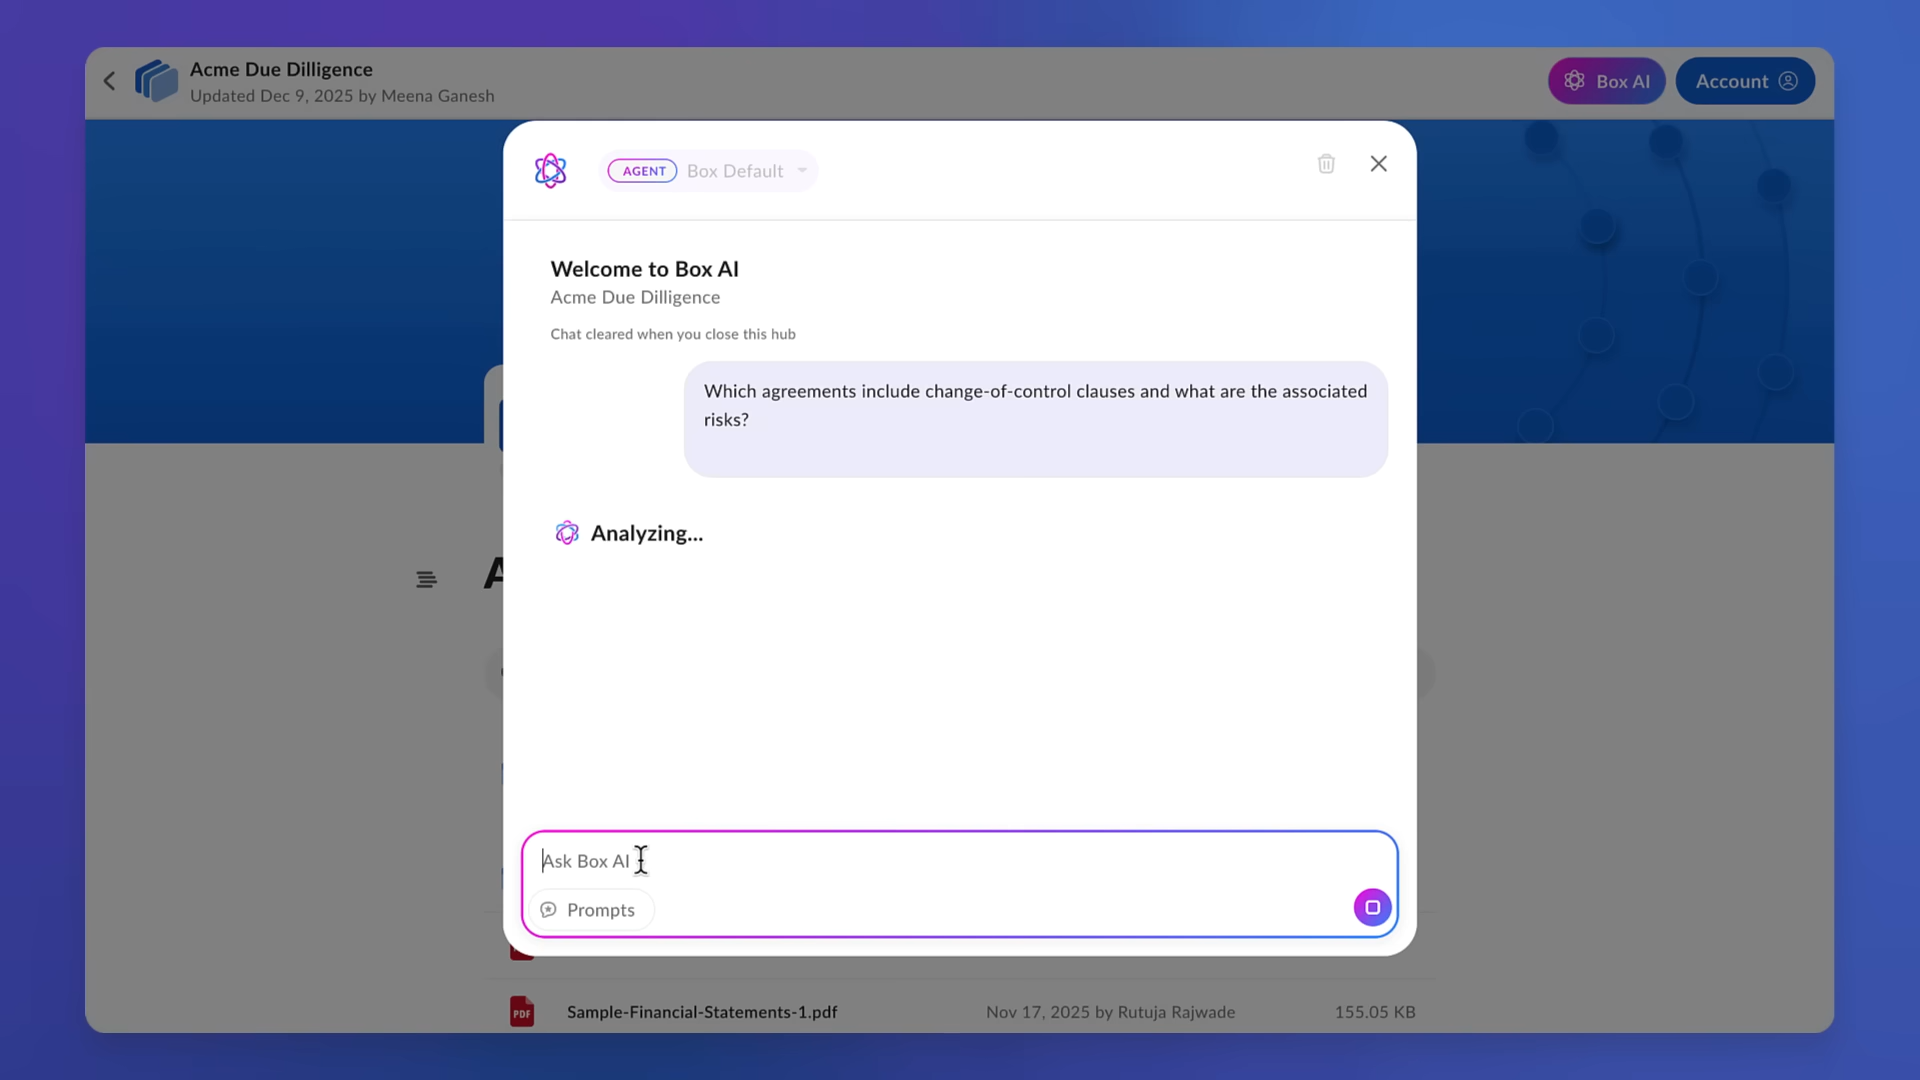 Acme Due Dilligence
Updated Dec 9, 2025 by Meena Ganesh
Box AI
Account
AGENT Box Default
Welcome to Box AI
Acme Due Dilligence
Chat cleared when you close this hub
Which agreements include change-of-control clauses and what are the associated
risks?
Analyzing...
A
Ask Box AI
Prompts
PDF Sample-Financial-Statements-1.pdf Nov 17, 2025 by Rutuja Rajwade 155.05 KB